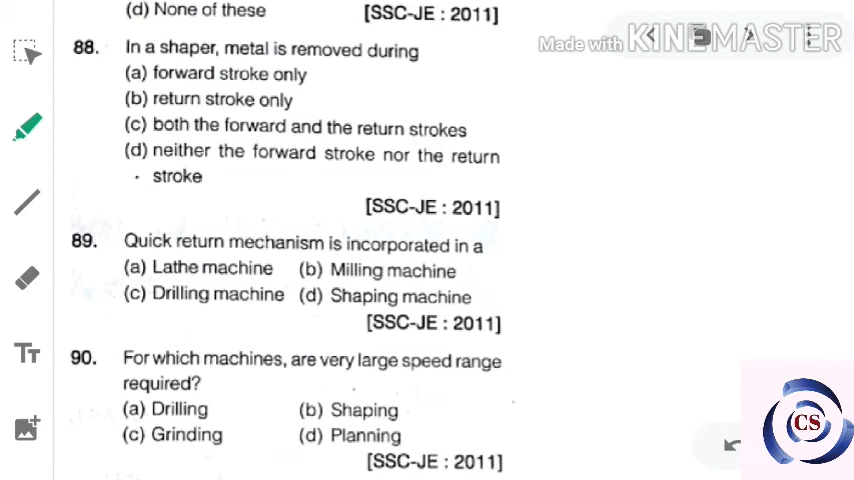 (d) None of these [SSC-JE : 2011]
Made with KINEMASTER
88. In a shaper, metal is removed during
(a) forward stroke only
(b) return stroke only
(c) both the forward and the return strokes
(d) neither the forward stroke nor the return
stroke
[SSC-JE : 2011]
89. Quick return mechanism is incorporated in a
(a) Lathe machine (b) Milling machine
(c) Drilling machine (d) Shaping machine
[SSC-JE : 2011]
TT
90. For which machines, are very large speed range
required?
(a) Drilling (b) Shaping
(c) Grinding (d) Planning
[SSC-JE : 2011]
CS